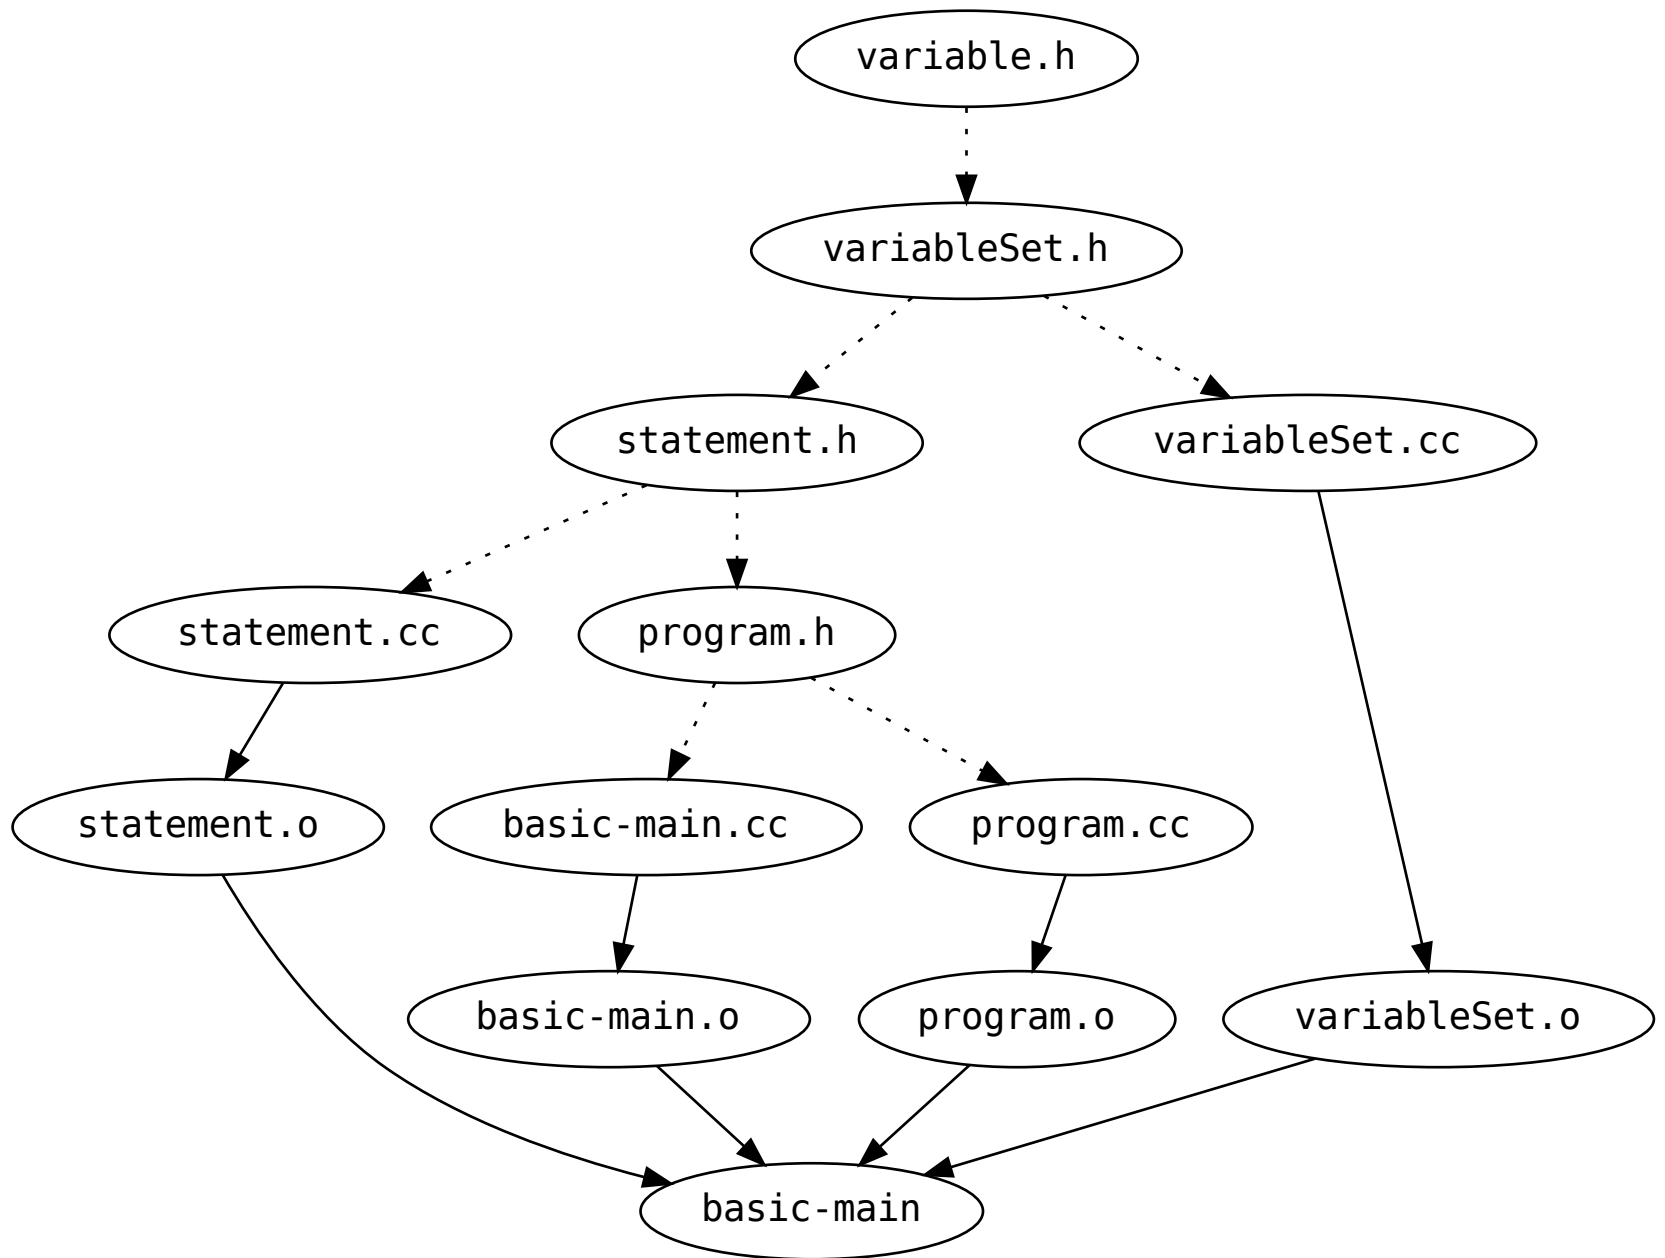 variable.h
variableSet.h
statement.h
variableSet.cc
statement.cc
program.h
statement.o
basic-main.cc
program.cc
basic-main.o
program.o
variableSet.o
basic-main